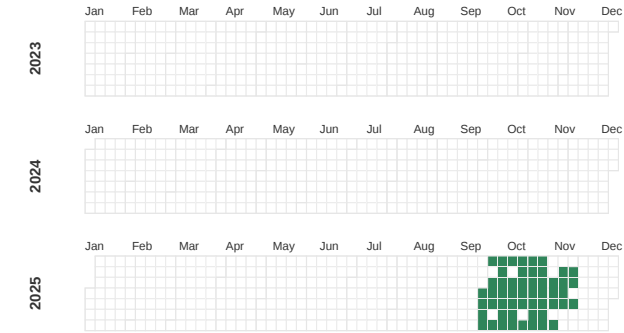 Jan Feb Mar Apr May Jun Jul Aug Sep Oct Nov Dec
2023
Jan Feb Mar Apr May Jun Jul Aug Sep Oct Nov Dec
2024
Jan Feb Mar Apr May Jun Jul Aug Sep Oct Nov Dec
2025